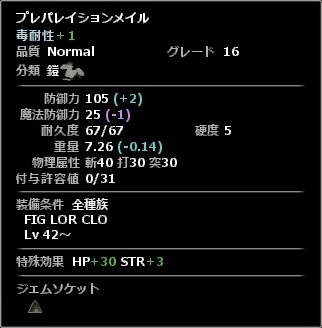 プレパレイションメイル
毒耐性+1
品質 Normal グレード 16
分類 鎧
防御力 105 (+2)
魔法防御力 25 (-1)
耐久度 67/67 硬度 5
重量 7.26 (-0.14)
物理属性 斬40 打30 突30
付与許容値 0/31
装備条件 全種族
FIG LOR CLO
Lv 42～
特殊効果 HP+30 STR+3
ジェムソケット